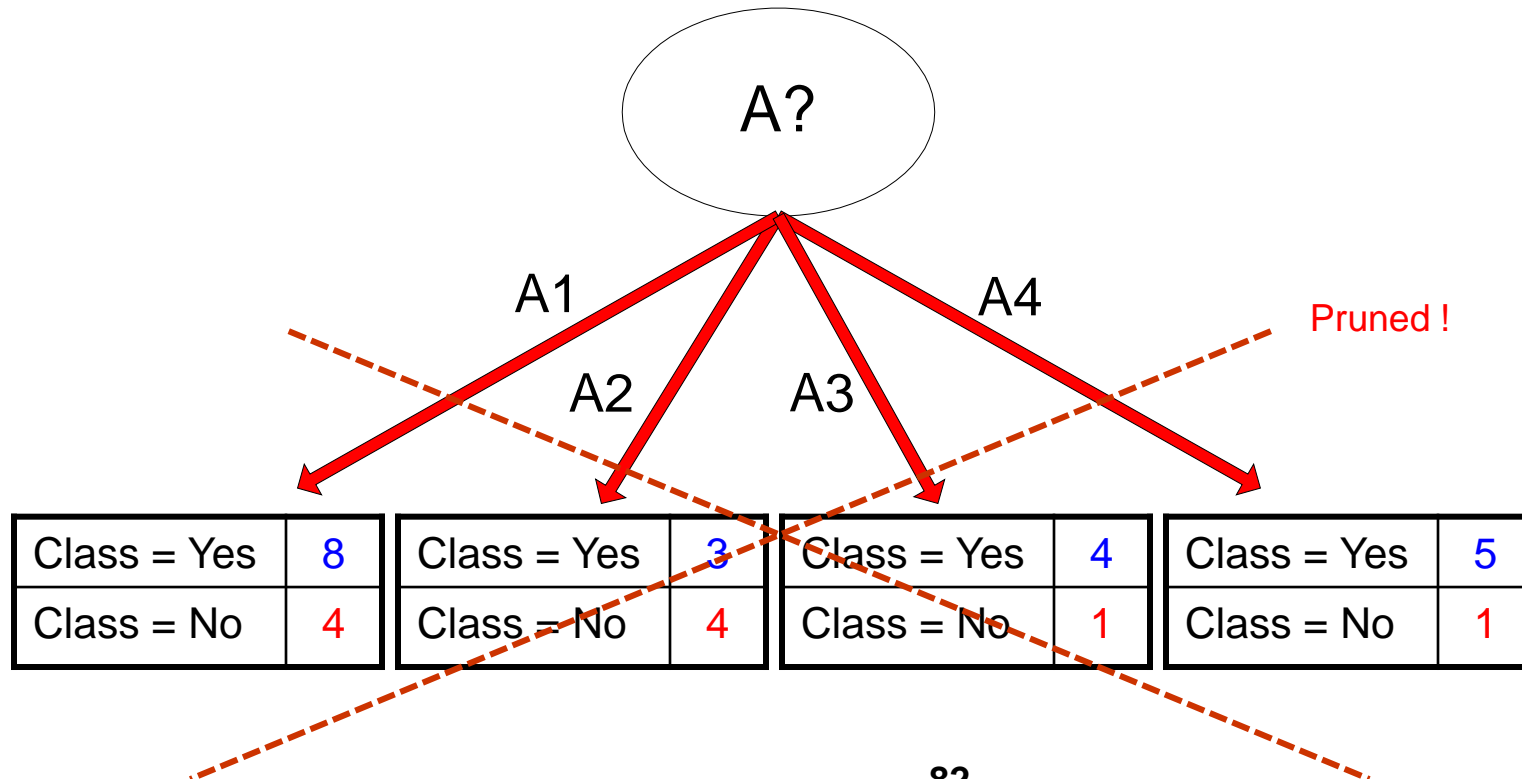 A?
A1
A4
Pruned !
A2
A3
Class = Yes 8
Class = No 4
Class = Yes 3
Class = No 4
Class = Yes 4
Class = No 1
Class = Yes 5
Class = No 1
82